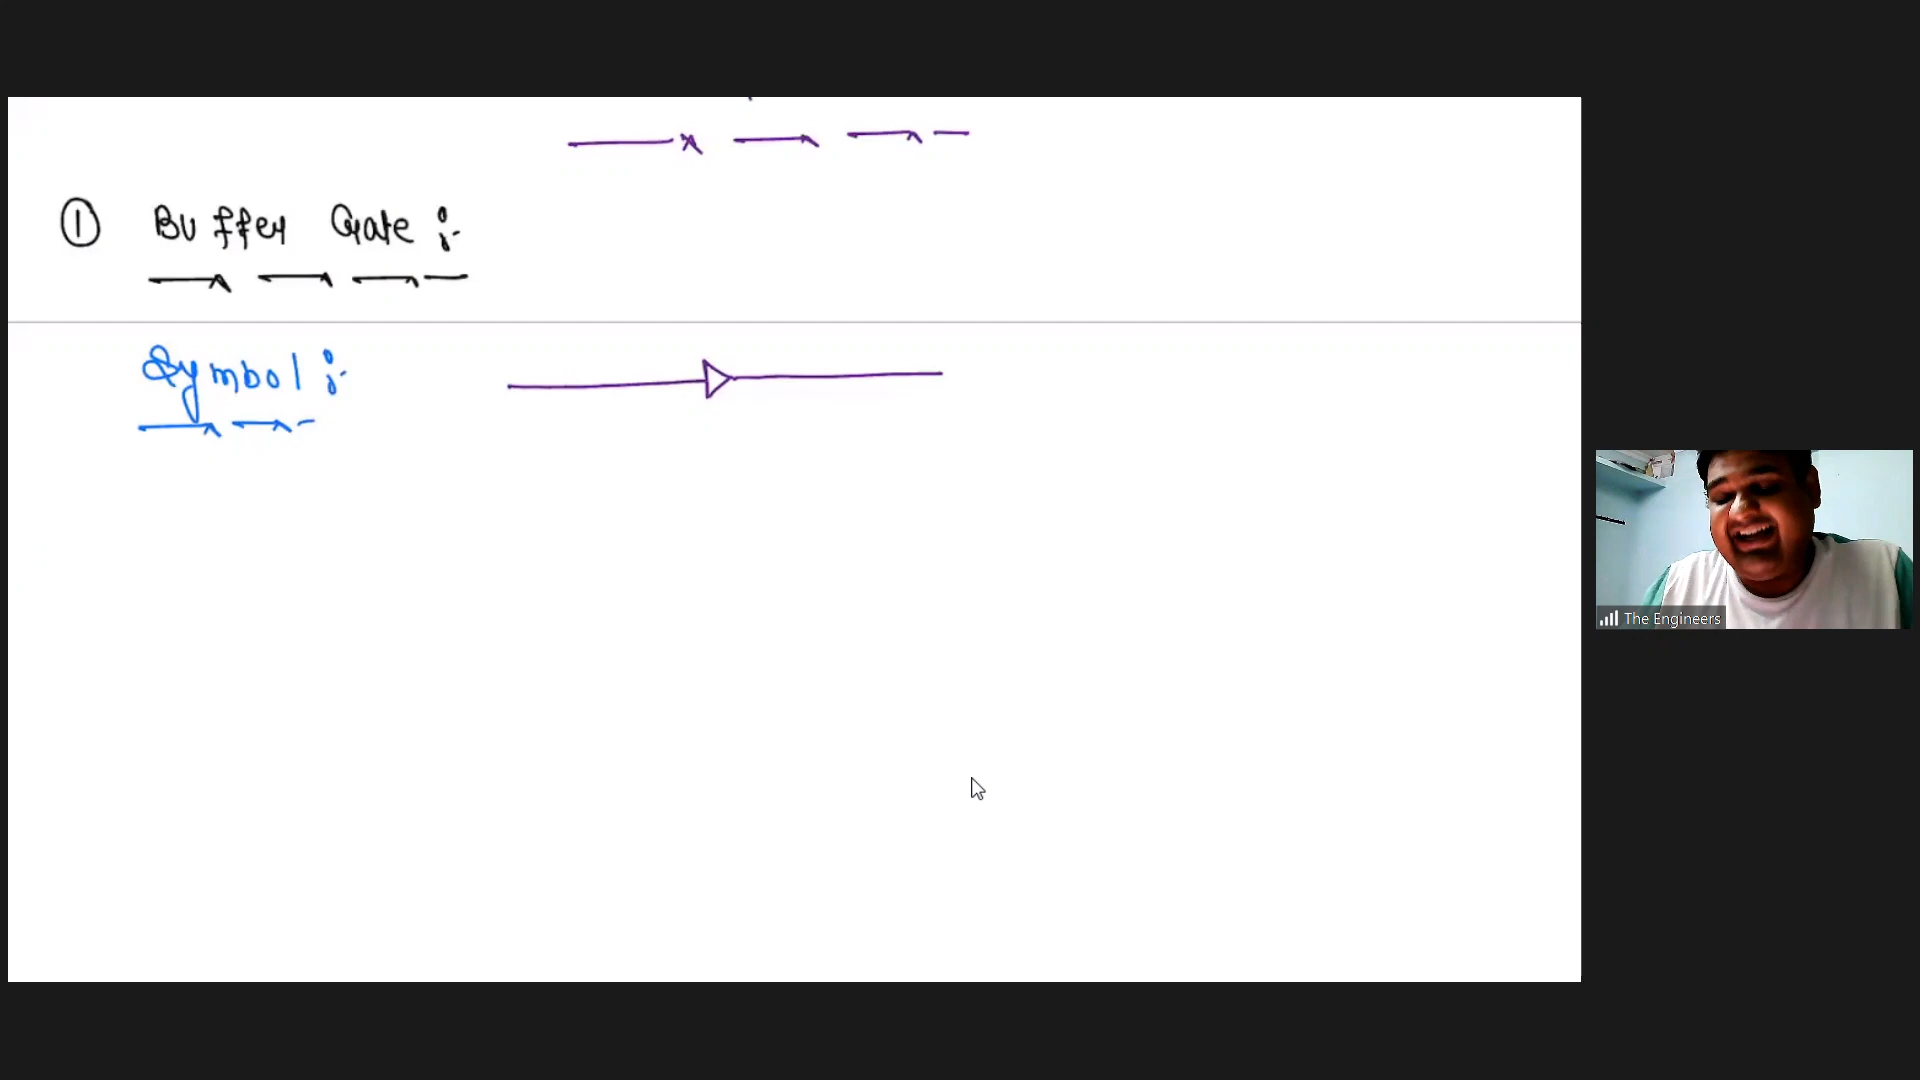 ① Buffer Gate :-
Symbol :-
The Engineers